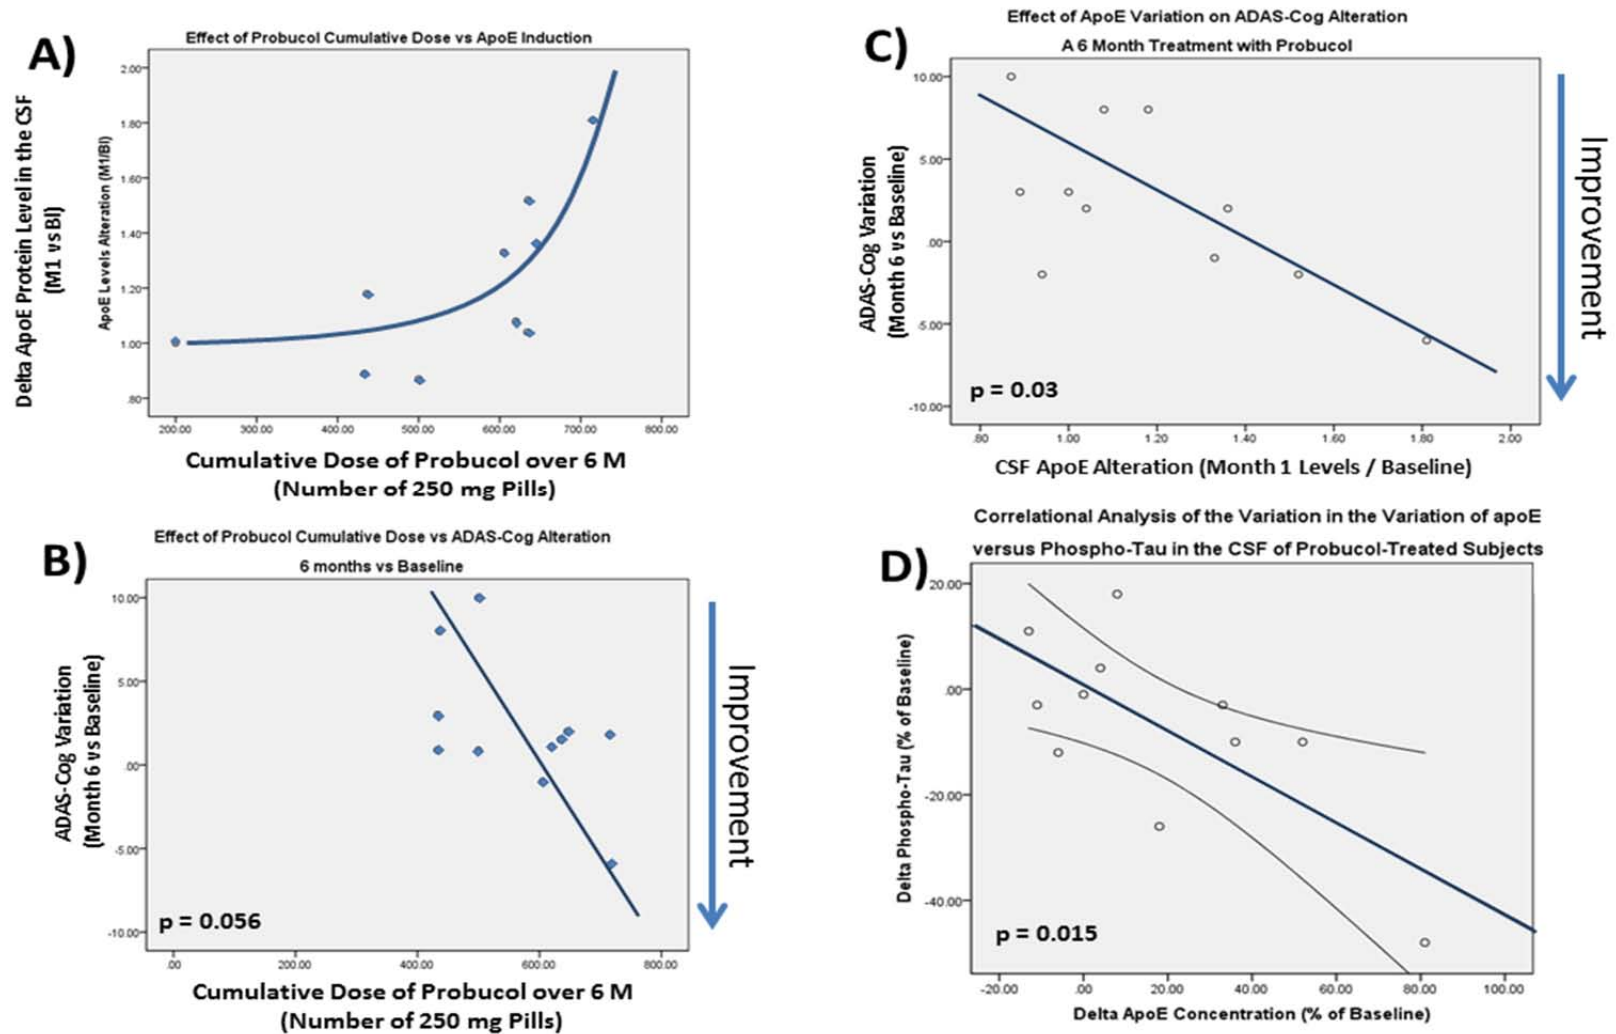 A)
Effect of Probucol Cumulative Dose vs ApoE Induction
Delta ApoE Protein Level in the CSF
(M1 vs BI)
ApoE Levels Alteration (M1/BI)
2.00
1.80
1.60
1.40
1.20
1.00
.80
200.00 300.00 400.00 500.00 600.00 700.00 800.00
Cumulative Dose of Probucol over 6 M
(Number of 250 mg Pills)
B)
Effect of Probucol Cumulative Dose vs ADAS-Cog Alteration
6 months vs Baseline
ADAS-Cog Variation
(Month 6 vs Baseline)
10.00
5.00
.00
-5.00
-10.00
p = 0.056
.00 200.00 400.00 600.00 800.00
Cumulative Dose of Probucol over 6 M
(Number of 250 mg Pills)
Improvement
C)
Effect of ApoE Variation on ADAS-Cog Alteration
A 6 Month Treatment with Probucol
ADAS-Cog Variation
(Month 6 vs Baseline)
10.00
5.00
.00
-5.00
-10.00
p = 0.03
.80 1.00 1.20 1.40 1.60 1.80 2.00
CSF ApoE Alteration (Month 1 Levels / Baseline)
Improvement
D)
Correlational Analysis of the Variation in the Variation of apoE
versus Phospho-Tau in the CSF of Probucol-Treated Subjects
Delta Phospho-Tau (% of Baseline)
20.00
.00
-20.00
-40.00
p = 0.015
-20.00 .00 20.00 40.00 60.00 80.00 100.00
Delta ApoE Concentration (% of Baseline)